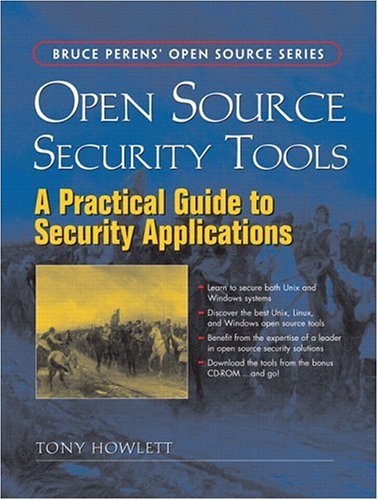 BRUCE PERENS' OPEN SOURCE SERIES
OPEN SOURCE
SECURITY TOOLS
A Practical Guide to
Security Applications
– Learn to secure both Unix and
Windows systems
– Discover the best Unix, Linux,
and Windows open source tools
– Benefit from the expertise of a leader
in open source security solutions
– Download the tools from the bonus
CD-ROM ...and go!
TONY HOWLETT